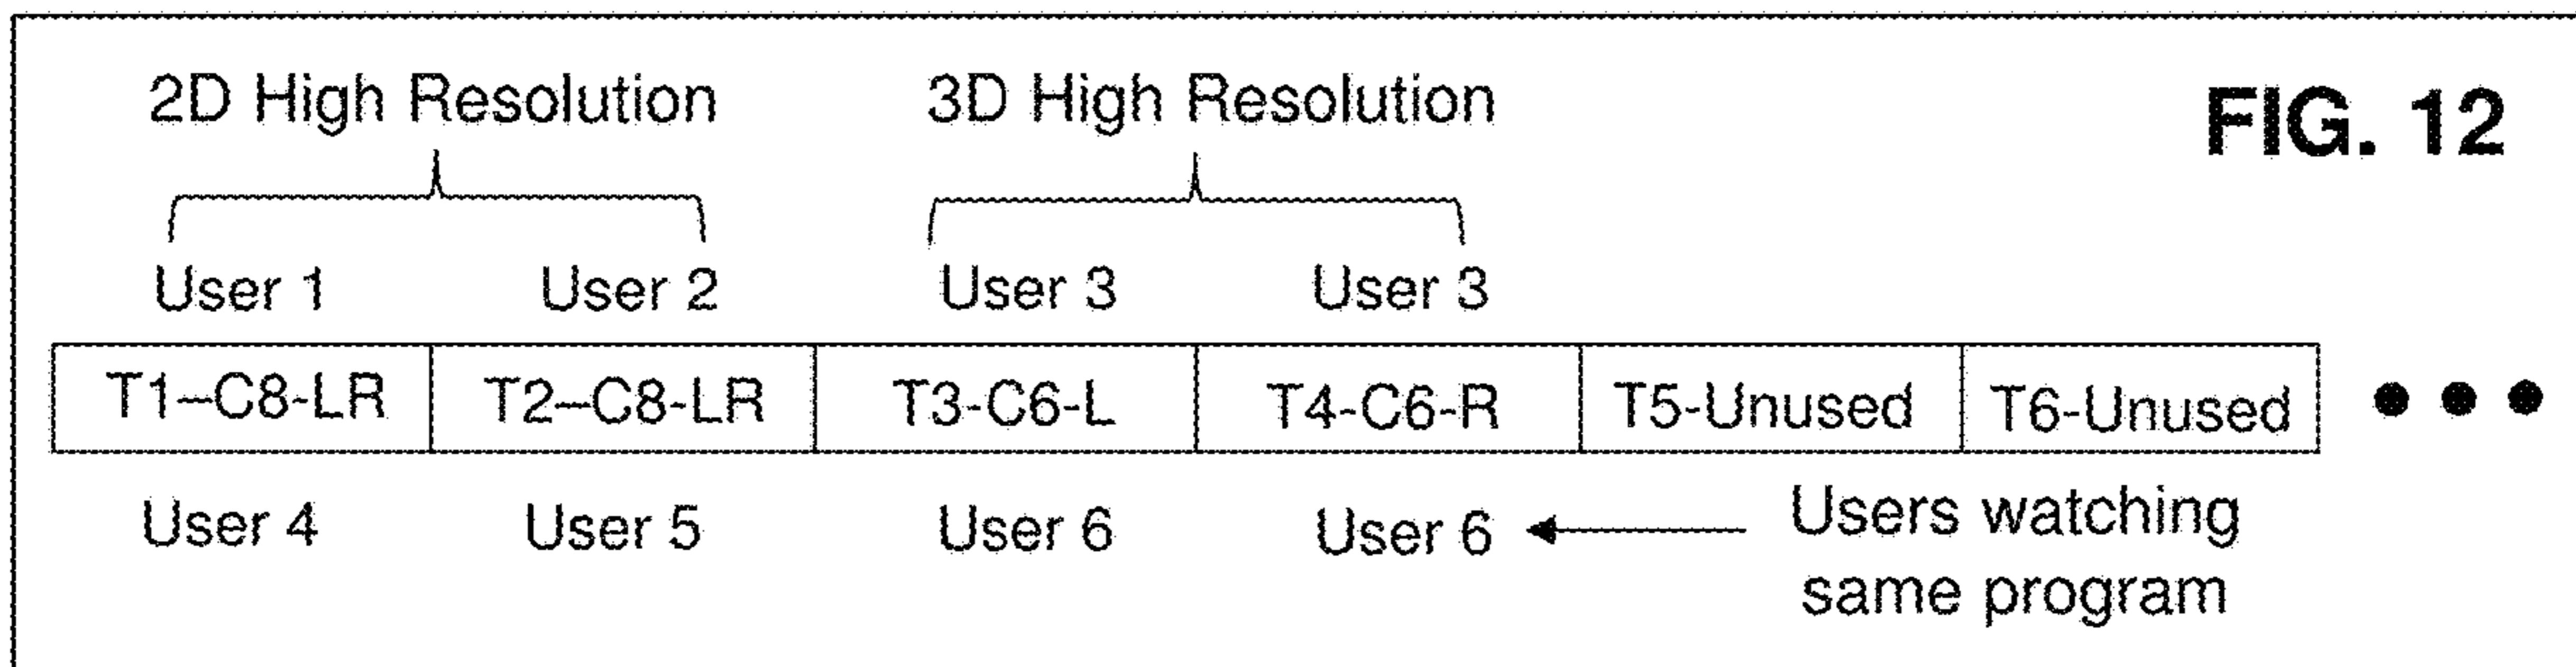 2D High Resolution 3D High Resolution FIG. 12
User 1 User 2 User 3 User 3
T1–C8-LR T2–C8-LR T3-C6-L T4-C6-R T5-Unused T6-Unused
User 4 User 5 User 6 User 6 Users watching
same program